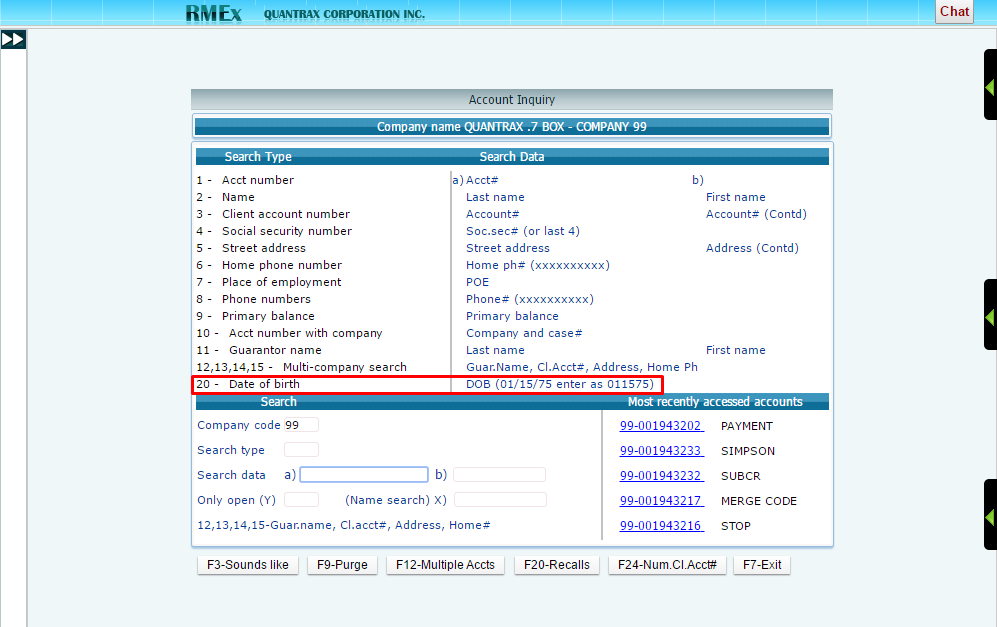 RMEx QUANTRAX CORPORATION INC. Chat
Account Inquiry
Company name QUANTRAX .7 BOX - COMPANY 99
Search Type Search Data
1 - Acct number a) Acct# b)
2 - Name Last name First name
3 - Client account number Account# Account# (Contd)
4 - Social security number Soc.sec# (or last 4)
5 - Street address Street address Address (Contd)
6 - Home phone number Home ph# (xxxxxxxxxx)
7 - Place of employment POE
8 - Phone numbers Phone# (xxxxxxxxxx)
9 - Primary balance Primary balance
10 - Acct number with company Company and case#
11 - Guarantor name Last name First name
12,13,14,15 - Multi-company search Guar.Name, Cl.Acct#, Address, Home Ph
20 - Date of birth DOB (01/15/75 enter as 011575)
Search Most recently accessed accounts
Company code 99 99-001943202 PAYMENT
Search type 99-001943233 SIMPSON
Search data a) b) 99-001943232 SUBCR
Only open (Y) (Name search) X) 99-001943217 MERGE CODE
12,13,14,15-Guar.name, Cl.acct#, Address, Home# 99-001943216 STOP
F3-Sounds like F9-Purge F12-Multiple Accts F20-Recalls F24-Num.Cl.Acct# F7-Exit